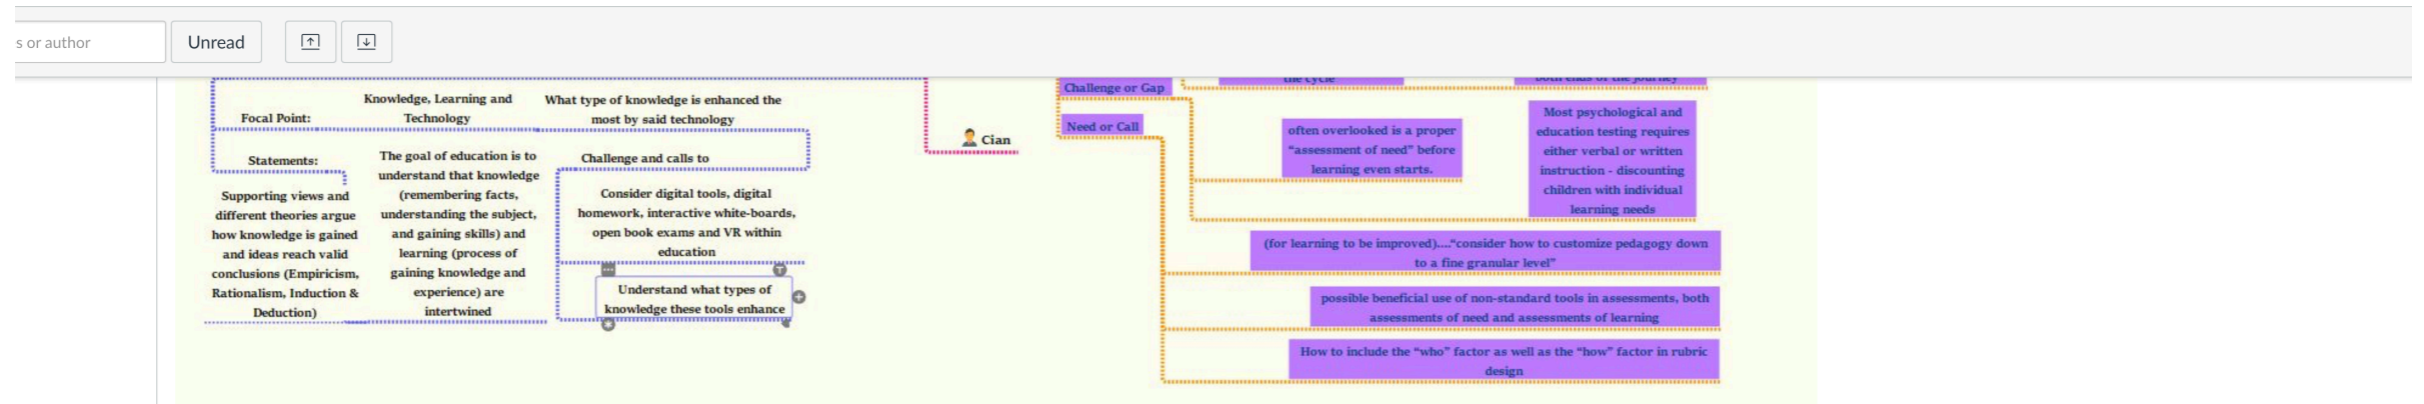 s or author
Unread
Focal Point:
Knowledge, Learning and
Technology
What type of knowledge is enhanced the
most by said technology
Statements:
Supporting views and
different theories argue
how knowledge is gained
and ideas reach valid
conclusions (Empiricism,
Rationalism, Induction &
Deduction)
The goal of education is to
understand that knowledge
(remembering facts,
understanding the subject,
and gaining skills) and
learning (process of
gaining knowledge and
experience) are
intertwined
Challenge and calls to
Consider digital tools, digital
homework, interactive white-boards,
open book exams and VR within
education
Understand what types of
knowledge these tools enhance
Cian
the cycle
both ends of the journey
Challenge or Gap
often overlooked is a proper
“assessment of need” before
learning even starts.
Most psychological and
education testing requires
either verbal or written
instruction - discounting
children with individual
learning needs
Need or Call
(for learning to be improved)....“consider how to customize pedagogy down
to a fine granular level”
possible beneficial use of non-standard tools in assessments, both
assessments of need and assessments of learning
How to include the “who” factor as well as the “how” factor in rubric
design